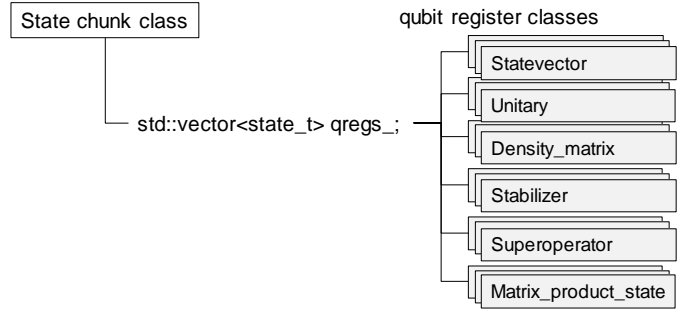 State chunk class
qubit register classes
std::vector<state_t> qregs_;
Statevector
Unitary
Density_matrix
Stabilizer
Superoperator
Matrix_product_state